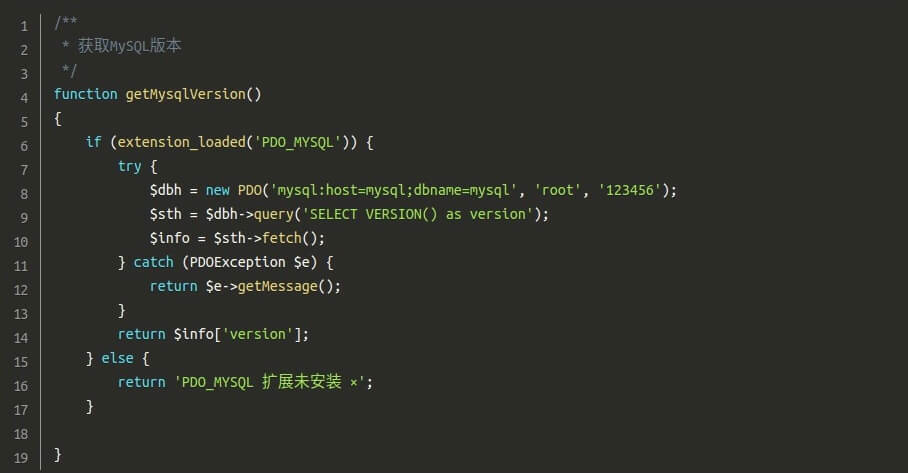 1 /**
2  * 获取MySQL版本
3  */
4 function getMysqlVersion()
5 {
6     if (extension_loaded('PDO_MYSQL')) {
7         try {
8             $dbh = new PDO('mysql:host=mysql;dbname=mysql', 'root', '123456');
9             $sth = $dbh->query('SELECT VERSION() as version');
10             $info = $sth->fetch();
11         } catch (PDOException $e) {
12             return $e->getMessage();
13         }
14         return $info['version'];
15     } else {
16         return 'PDO_MYSQL 扩展未安装 ×';
17     }
18
19 }